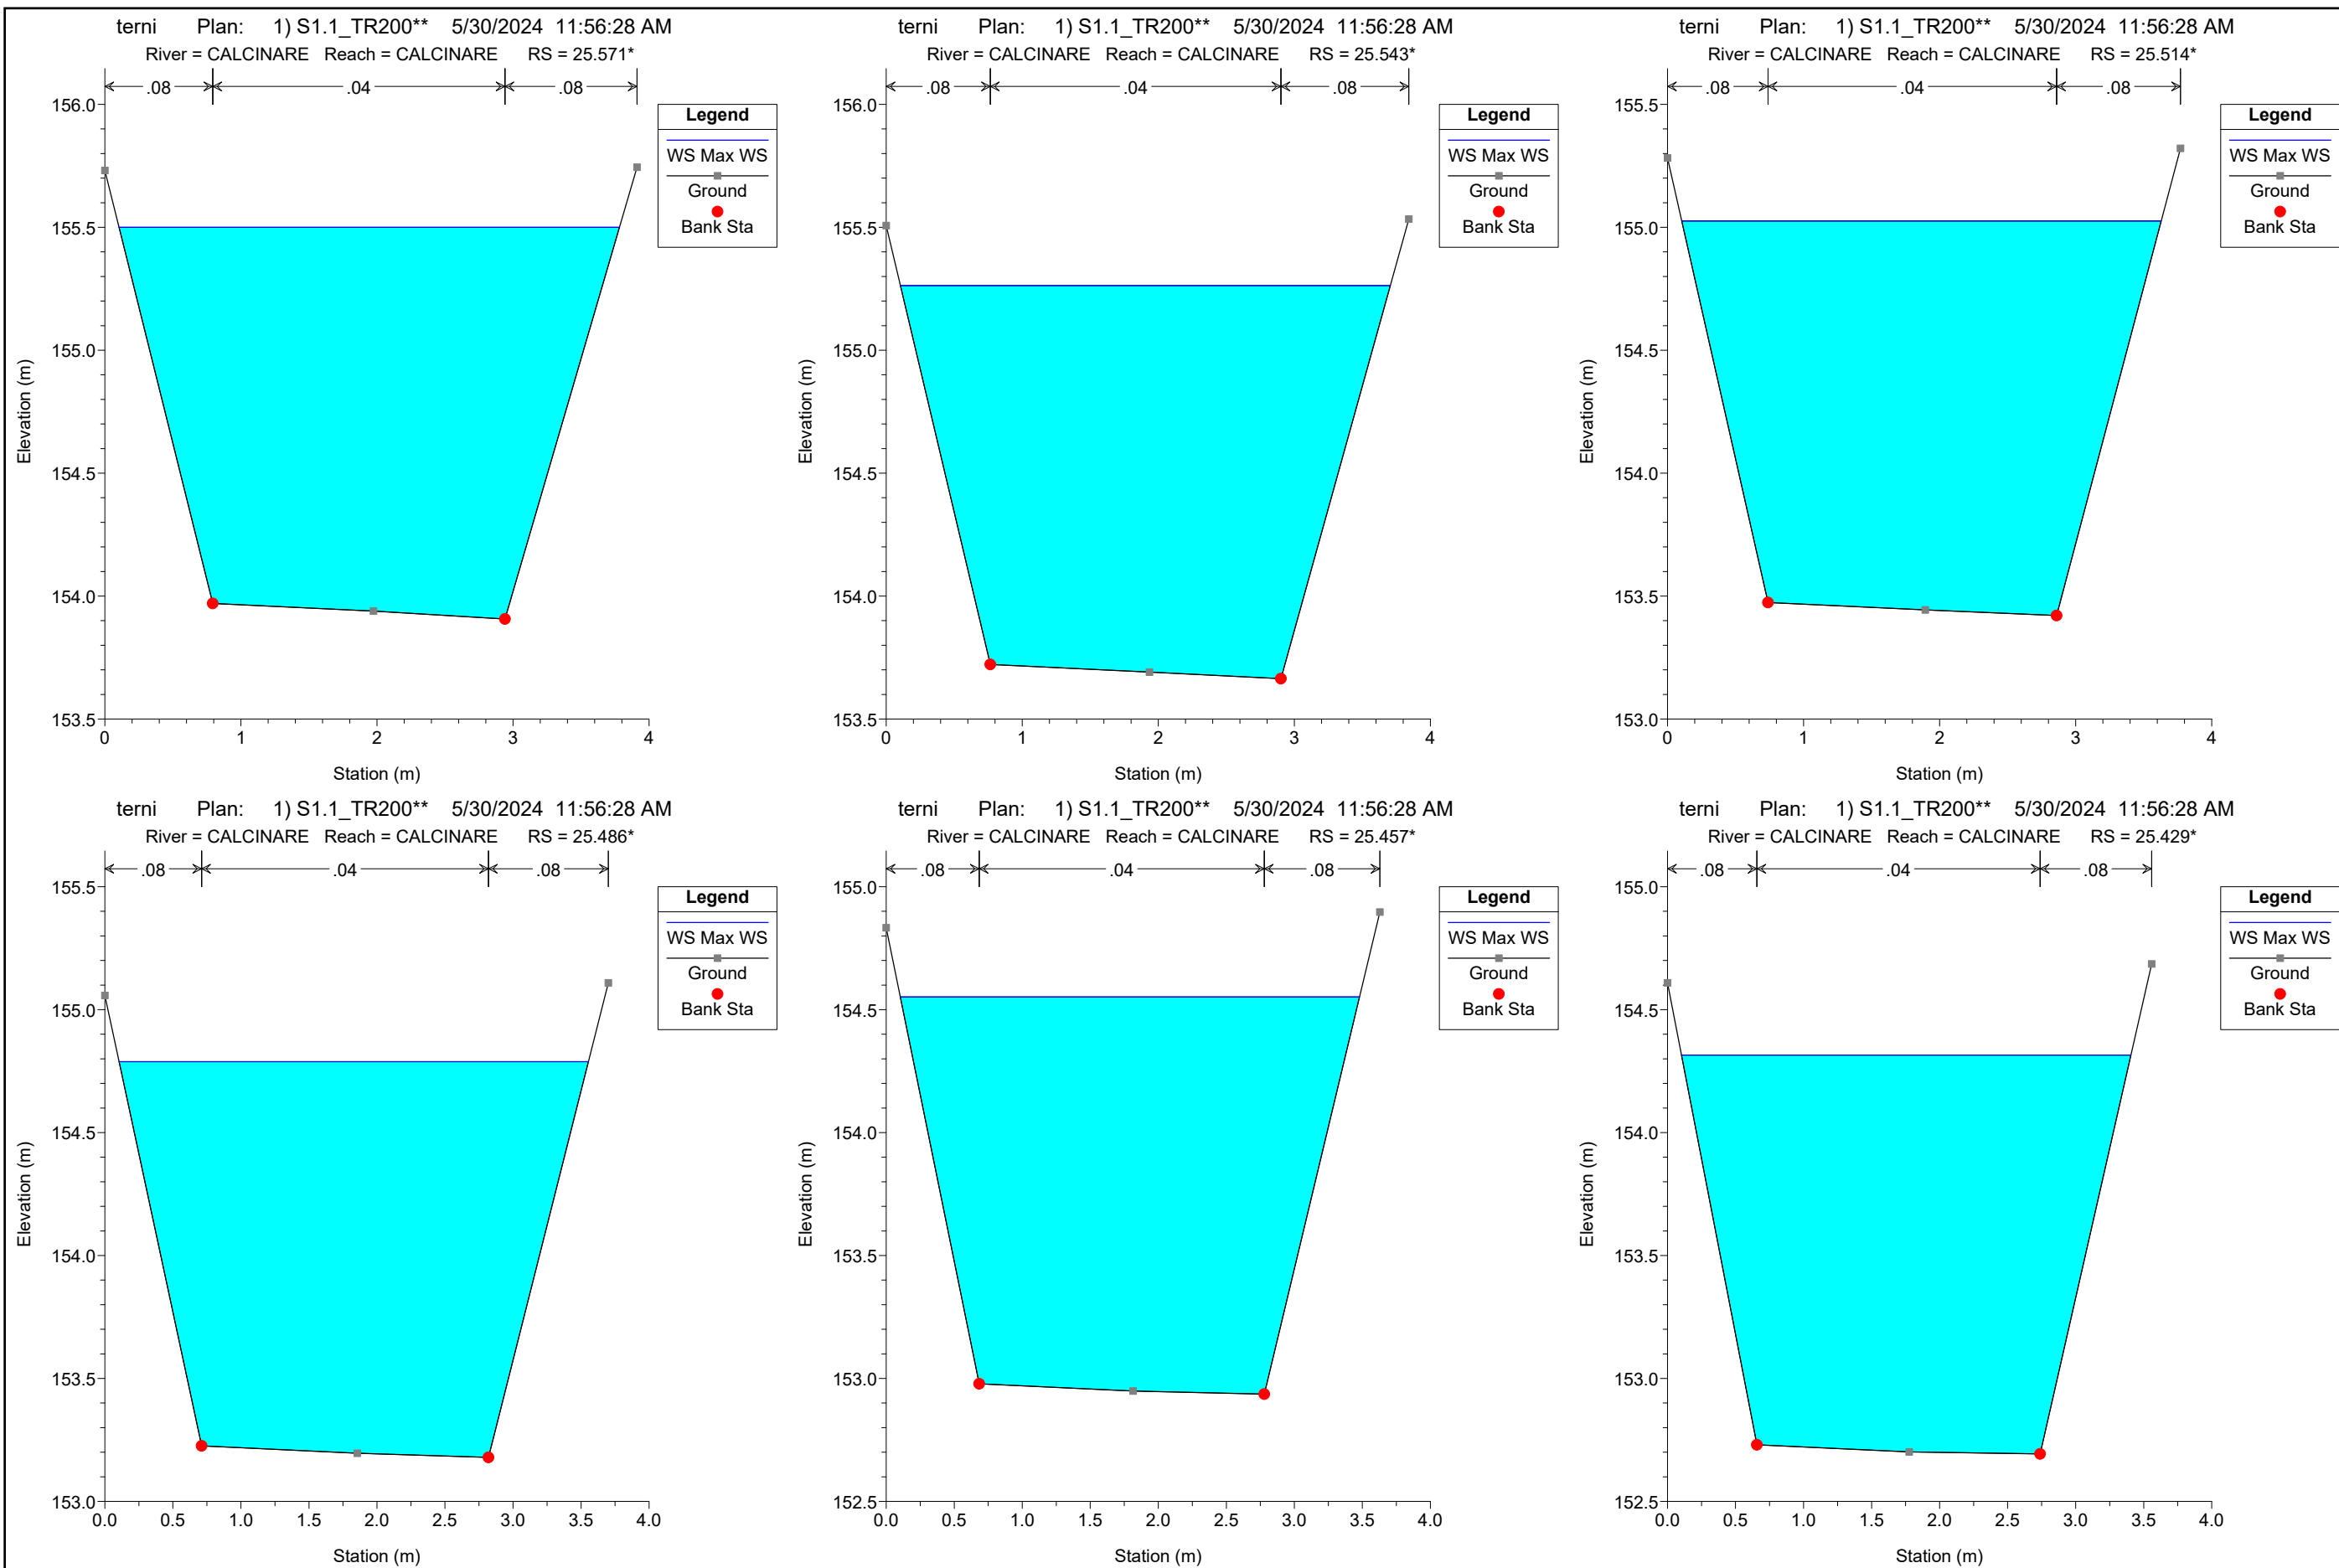 terni Plan: 1) S1.1_TR200** 5/30/2024 11:56:28 AM
River = CALCINARE Reach = CALCINARE RS = 25.571*
.08 .04 .08
156.0
155.5
155.0
154.5
154.0
153.5
0 1 2 3 4
Station (m)
Elevation (m)
Legend
WS Max WS
Ground
Bank Sta
terni Plan: 1) S1.1_TR200** 5/30/2024 11:56:28 AM
River = CALCINARE Reach = CALCINARE RS = 25.543*
.08 .04 .08
156.0
155.5
155.0
154.5
154.0
153.5
0 1 2 3 4
Station (m)
Elevation (m)
Legend
WS Max WS
Ground
Bank Sta
terni Plan: 1) S1.1_TR200** 5/30/2024 11:56:28 AM
River = CALCINARE Reach = CALCINARE RS = 25.514*
.08 .04 .08
155.5
155.0
154.5
154.0
153.5
153.0
0 1 2 3 4
Station (m)
Elevation (m)
Legend
WS Max WS
Ground
Bank Sta
terni Plan: 1) S1.1_TR200** 5/30/2024 11:56:28 AM
River = CALCINARE Reach = CALCINARE RS = 25.486*
.08 .04 .08
155.5
155.0
154.5
154.0
153.5
153.0
0.0 0.5 1.0 1.5 2.0 2.5 3.0 3.5 4.0
Station (m)
Elevation (m)
Legend
WS Max WS
Ground
Bank Sta
terni Plan: 1) S1.1_TR200** 5/30/2024 11:56:28 AM
River = CALCINARE Reach = CALCINARE RS = 25.457*
.08 .04 .08
155.0
154.5
154.0
153.5
153.0
152.5
0.0 0.5 1.0 1.5 2.0 2.5 3.0 3.5 4.0
Station (m)
Elevation (m)
Legend
WS Max WS
Ground
Bank Sta
terni Plan: 1) S1.1_TR200** 5/30/2024 11:56:28 AM
River = CALCINARE Reach = CALCINARE RS = 25.429*
.08 .04 .08
155.0
154.5
154.0
153.5
153.0
152.5
0.0 0.5 1.0 1.5 2.0 2.5 3.0 3.5 4.0
Station (m)
Elevation (m)
Legend
WS Max WS
Ground
Bank Sta